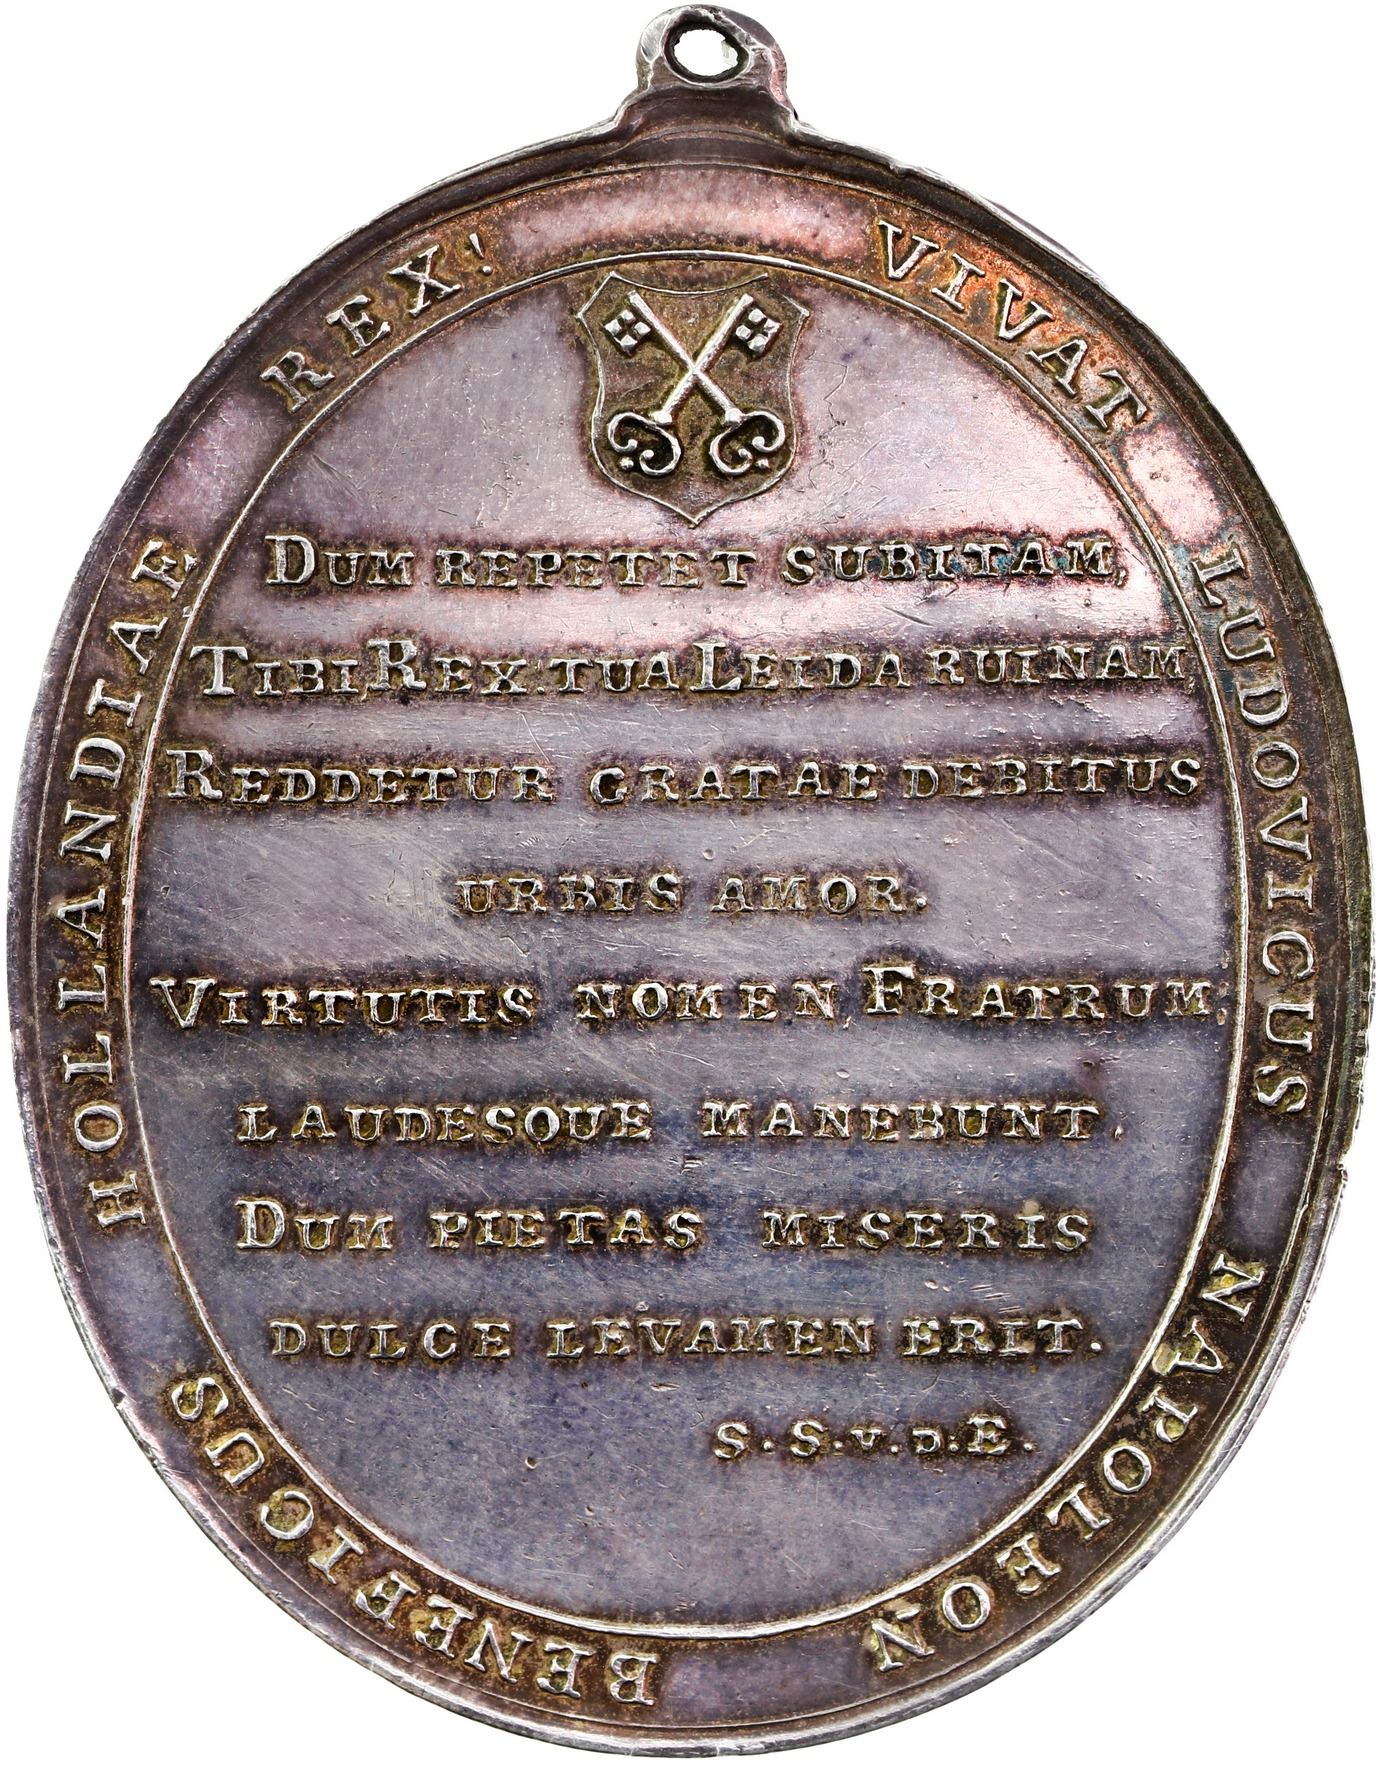 VIVAT LUDOVICUS NAPOLEON BENEFICUS HOLLANDIAE REX!
DUM REPETET SUBITAM,
TIBI REX. TUA LEIDA RUINAM
REDDETUR GRATAE DEBITUS
URBIS AMOR.
VIRTUTIS NOMEN FRATRUM
LAUDESQUE MANEBUNT.
DUM PIETAS MISERIS
DULCE LEVAMEN ERIT.
S. S. v. D. E.